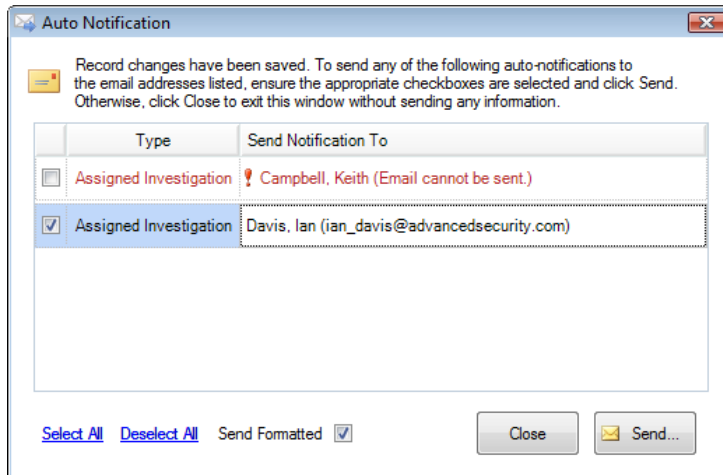 Auto Notification
Record changes have been saved. To send any of the following auto-notifications to
the email addresses listed, ensure the appropriate checkboxes are selected and click Send.
Otherwise, click Close to exit this window without sending any information.
Type Send Notification To
Assigned Investigation Campbell, Keith (Email cannot be sent.)
Assigned Investigation Davis, Ian (ian_davis@advancedsecurity.com)
Select All Deselect All Send Formatted Close Send...